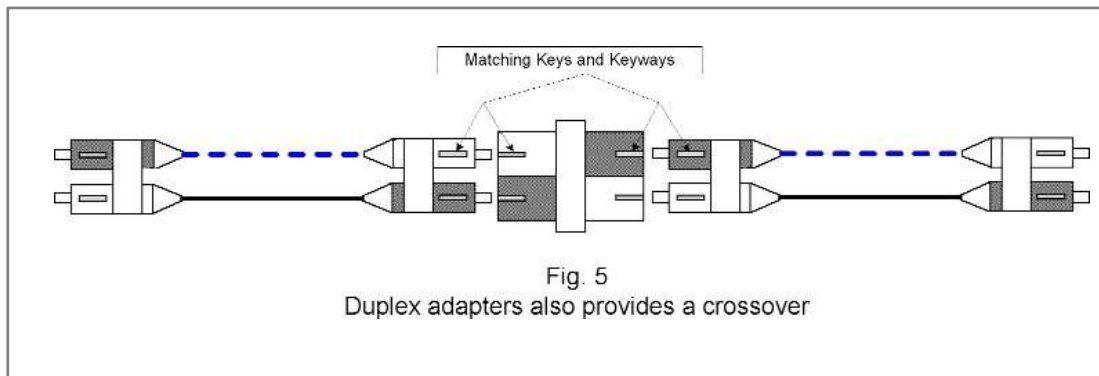 Matching Keys and Keyways
Fig. 5
Duplex adapters also provides a crossover